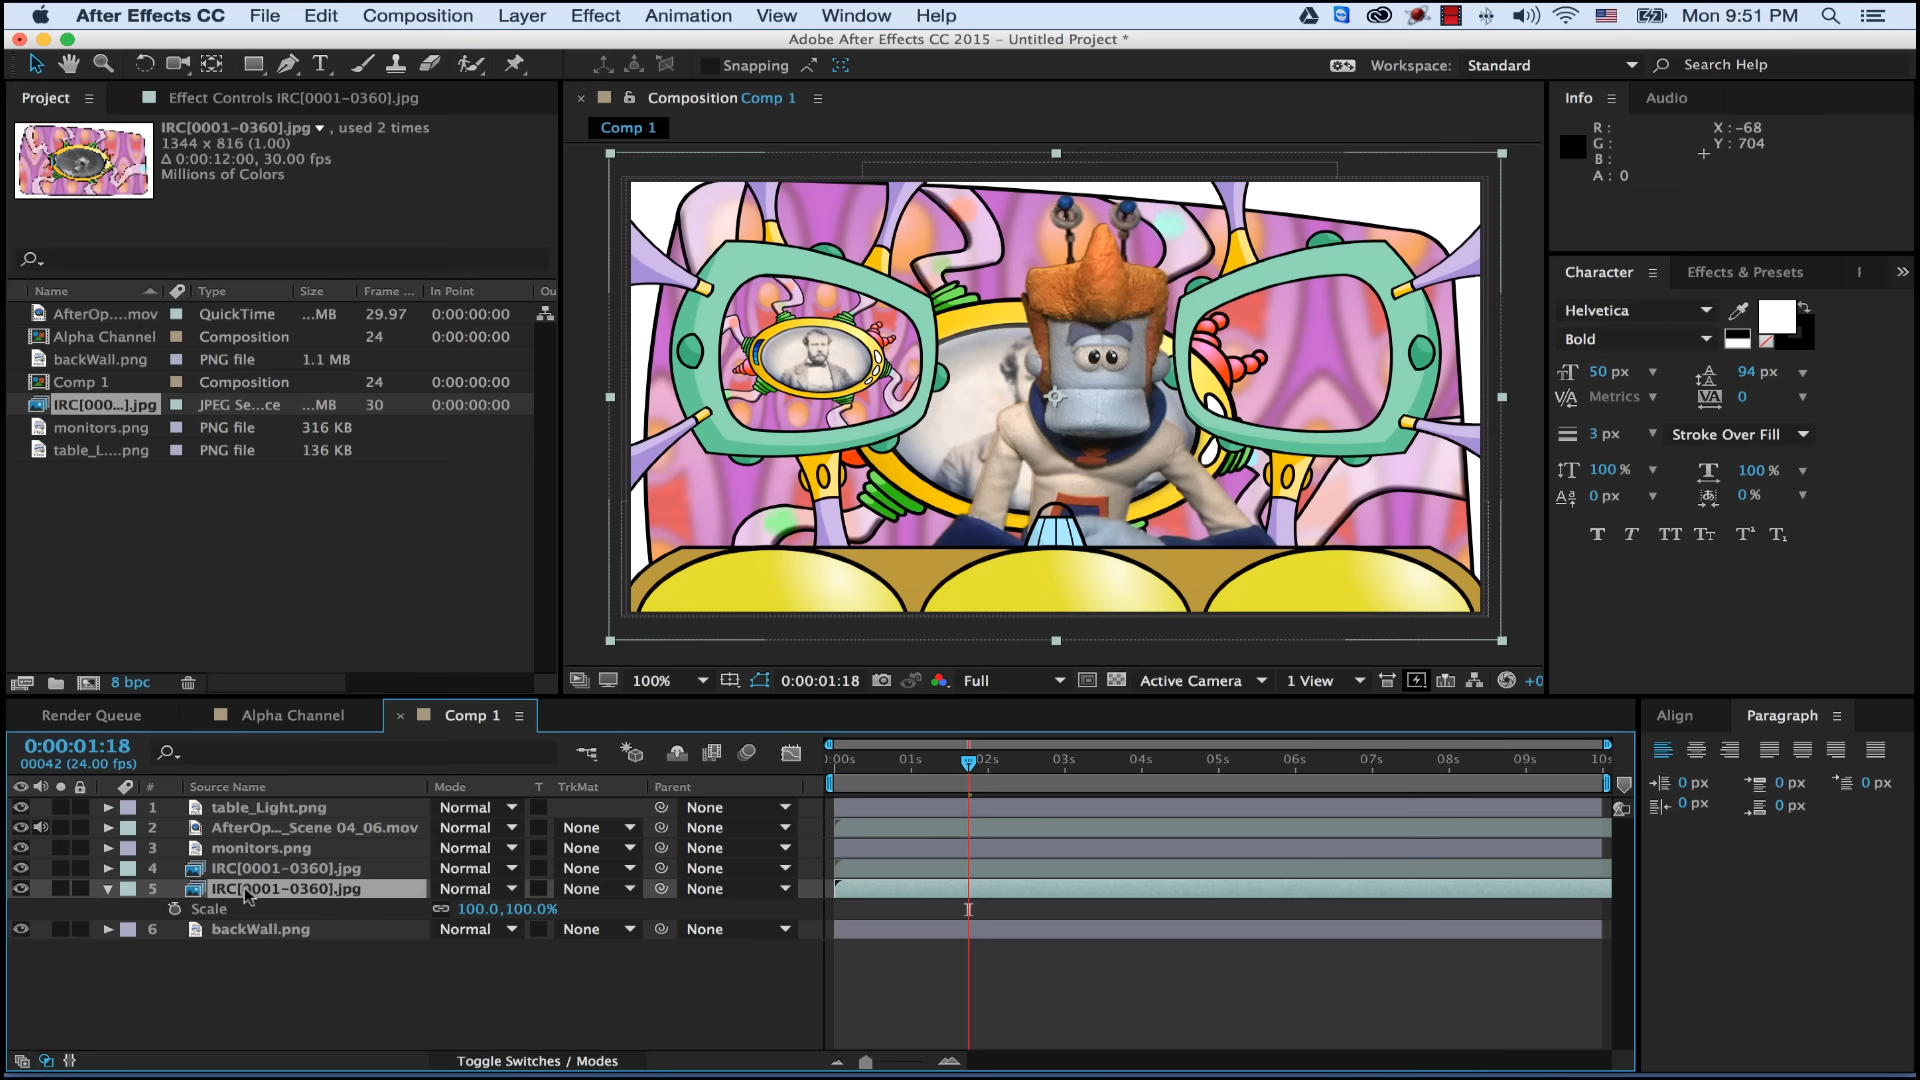 After Effects CC File Edit Composition Layer Effect Animation View Window Help Mon 9:51 PM
Adobe After Effects CC 2015 – Untitled Project *
T Snapping Workspace: Standard Search Help
Project Effect Controls IRC[0001-0360].jpg
IRC[0001-0360].jpg , used 2 times
1344 x 816 (1.00)
Δ 0:00:12:00, 30.00 fps
Millions of Colors
Name Type Size Frame ... In Point Ou
AfterOp....mov QuickTime ...MB 29.97 0:00:00:00
Alpha Channel Composition 24 0:00:00:00
backWall.png PNG file 1.1 MB
Comp 1 Composition 24 0:00:00:00
IRC[000...].jpg JPEG Se...ce ...MB 30 0:00:00:00
monitors.png PNG file 316 KB
table_L....png PNG file 136 KB
8 bpc
Composition Comp 1
Comp 1
100% 0:00:01:18 Full Active Camera 1 View +0
Info Audio
R : X : -68
G : Y : 704
B :
A : 0
Character Effects & Presets
Helvetica
Bold
50 px 94 px
Metrics 0
3 px Stroke Over Fill
100 % 100 %
0 px 0 %
T T TT Tt T¹ T₁
Render Queue Alpha Channel Comp 1
0:00:01:18
00042 (24.00 fps)
:00s 01s 02s 03s 04s 05s 06s 07s 08s 09s 10s
# Source Name Mode T TrkMat Parent
1 table_Light.png Normal None
2 AfterOp..._Scene 04_06.mov Normal None None
3 monitors.png Normal None None
4 IRC[0001-0360].jpg Normal None None
5 IRC[0001-0360].jpg Normal None None
Scale 100.0,100.0%
6 backWall.png Normal None None
Toggle Switches / Modes
Align Paragraph
0 px 0 px 0 px
0 px 0 px